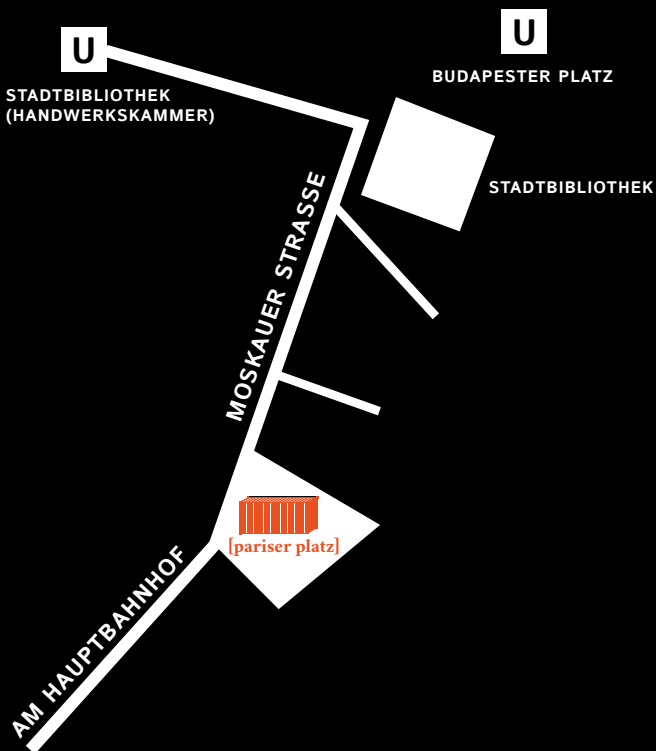 U
BUDAPESTER PLATZ
U
STADTBIBLIOTHEK
(HANDWERKSKAMMER)
STADTBIBLIOTHEK
MOSKAUER STRASSE
[pariser platz]
AM HAUPTBAHNHOF